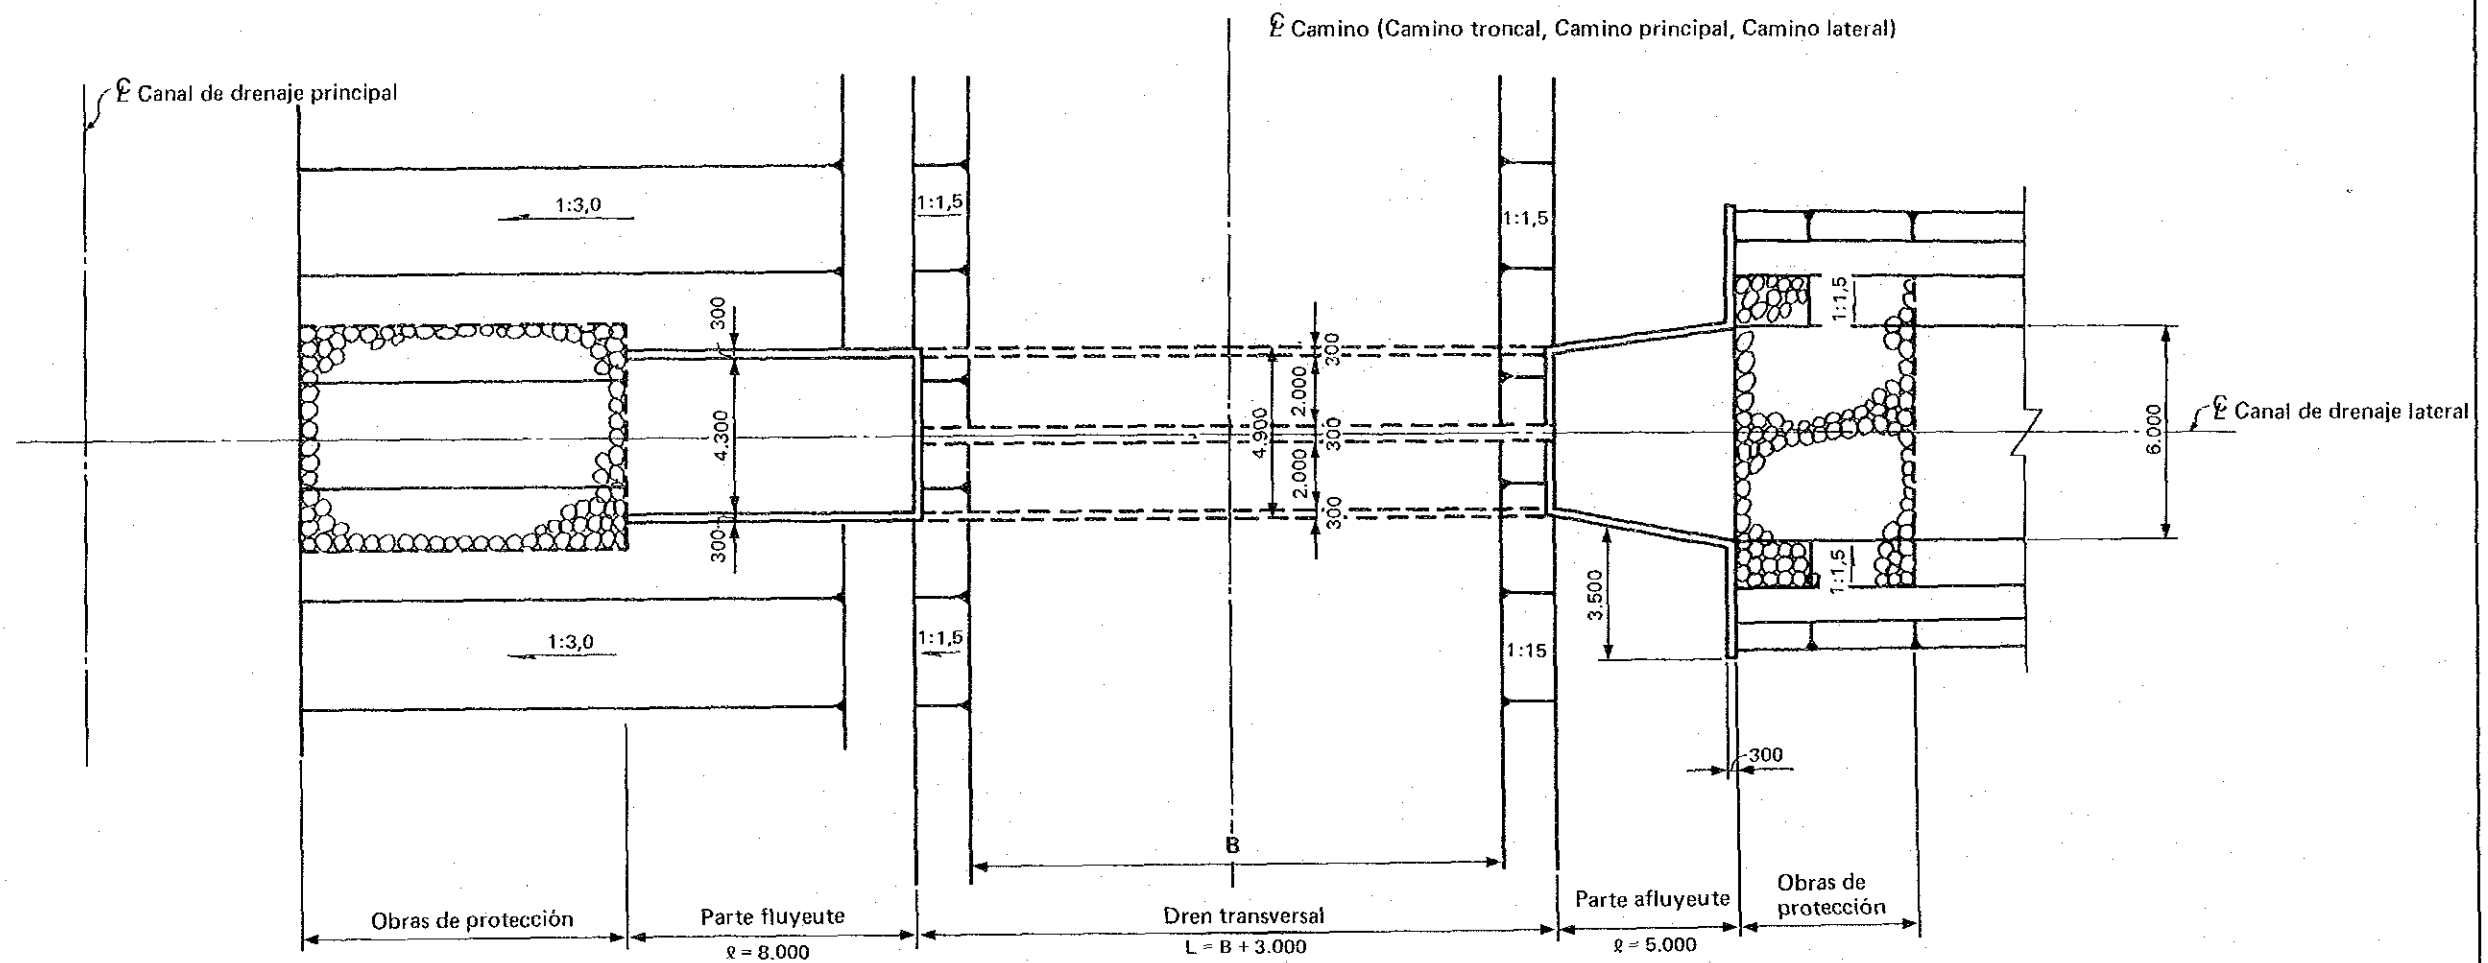 ℄ Camino (Camino troncal, Camino principal, Camino lateral)
℄ Canal de drenaje principal
1:3,0
1:1,5
1:1,5
300
300
1:1,5
4.300
4.900
2.000
300
2.000
300
℄ Canal de drenaje lateral
6.000
300
1:1,5
3.500
1:3,0
1:1,5
1:15
300
B
Obras de protección
Parte fluyeute
ℓ = 8.000
Dren transversal
L = B + 3.000
Parte afluyeute
ℓ = 5.000
Obras de
protección